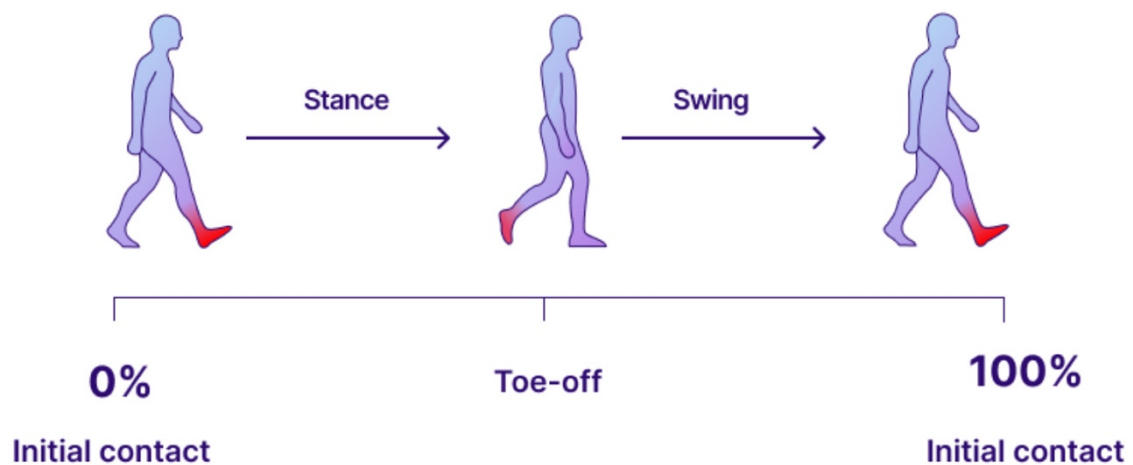 Stance
Swing
0%
Toe-off
100%
Initial contact
Initial contact